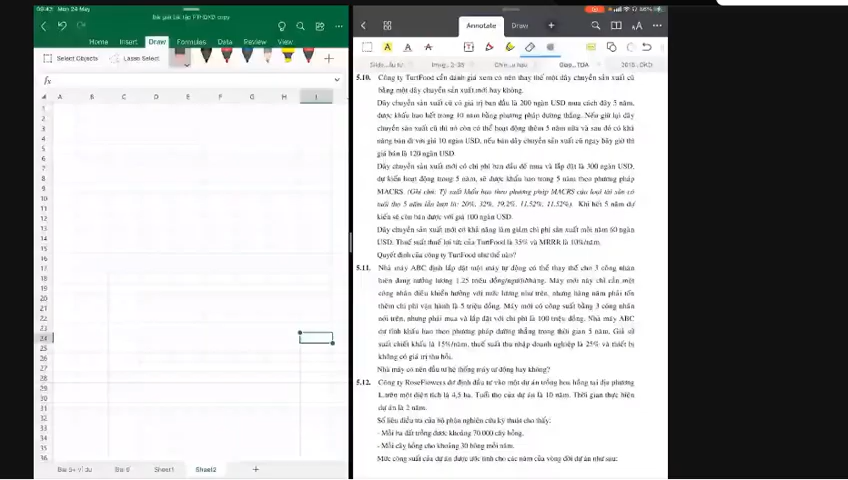 00:42 Mon 24 May
Bài giải bài tập TPDXD copy
Home Insert Draw Formulas Data Review View
Select Objects Lasso Select
fx
A B C D E F G H I
Bài 5+ ví dụ Bài 6 Sheet1 Sheet2 +
Annotate Draw
5.10. Công ty TurtFood cần đánh giá xem có nên thay thế một dây chuyền sản xuất cũ
bằng một dây chuyền sản xuất mới hay không.
Dây chuyền sản xuất cũ có giá trị ban đầu là 200 ngàn USD mua cách đây 5 năm,
được khấu hao hết trong 10 năm bằng phương pháp đường thẳng. Nếu giữ lại dây
chuyền sản xuất cũ thì nó còn có thể hoạt động thêm 5 năm nữa và sau đó có khả
năng bán đi với giá 10 ngàn USD, nếu bán dây chuyền sản xuất cũ ngay bây giờ thì
giá bán là 120 ngàn USD.
Dây chuyền sản xuất mới có chi phí ban đầu để mua và lắp đặt là 300 ngàn USD,
dự kiến hoạt động trong 5 năm, sẽ được khấu hao trong 5 năm theo phương pháp
MACRS. (Ghi chú: Tỷ suất khấu hao theo phương pháp MACRS của loại tài sản có
tuổi thọ 5 năm lần lượt là: 20%, 32%, 19,2%, 11,52%, 11,52%). Khi hết 5 năm dự
kiến sẽ còn bán được với giá 100 ngàn USD.
Dây chuyền sản xuất mới có khả năng làm giảm chi phí sản xuất mỗi năm 60 ngàn
USD. Thuế suất thuế lợi tức của TurtFood là 35% và MRRR là 10%/năm.
Quyết định của công ty TurtFood như thế nào?
5.11. Nhà máy ABC định lắp đặt một máy tự động có thể thay thế cho 3 công nhân
hiện đang hưởng lương 1,25 triệu đồng/người/tháng. Máy mới này chỉ cần một
công nhân điều khiển hưởng với mức lương như trên, nhưng hàng năm phải tốn
thêm chi phí vận hành là 5 triệu đồng. Máy mới có công suất bằng 3 công nhân
nói trên, nhưng phải mua và lắp đặt với chi phí là 100 triệu đồng. Nhà máy ABC
dự tính khấu hao theo phương pháp đường thẳng trong thời gian 5 năm. Giả sử
suất chiết khấu là 15%/năm, thuế suất thu nhập doanh nghiệp là 25% và thiết bị
không có giá trị thu hồi.
Nhà máy có nên đầu tư hệ thống máy tự động hay không?
5.12. Công ty RoseFlowers dự định đầu tư vào một dự án trồng hoa hồng tại địa phương
L trên một diện tích là 4,5 ha. Tuổi thọ của dự án là 10 năm. Thời gian thực hiện
dự án là 2 năm.
Số liệu điều tra của bộ phận nghiên cứu kỹ thuật cho thấy:
- Mỗi ha đất trồng được khoảng 70.000 cây hồng.
- Mỗi cây hồng cho khoảng 30 bông mỗi năm.
Mức công suất của dự án được ước tính cho các năm của vòng đời dự án như sau: